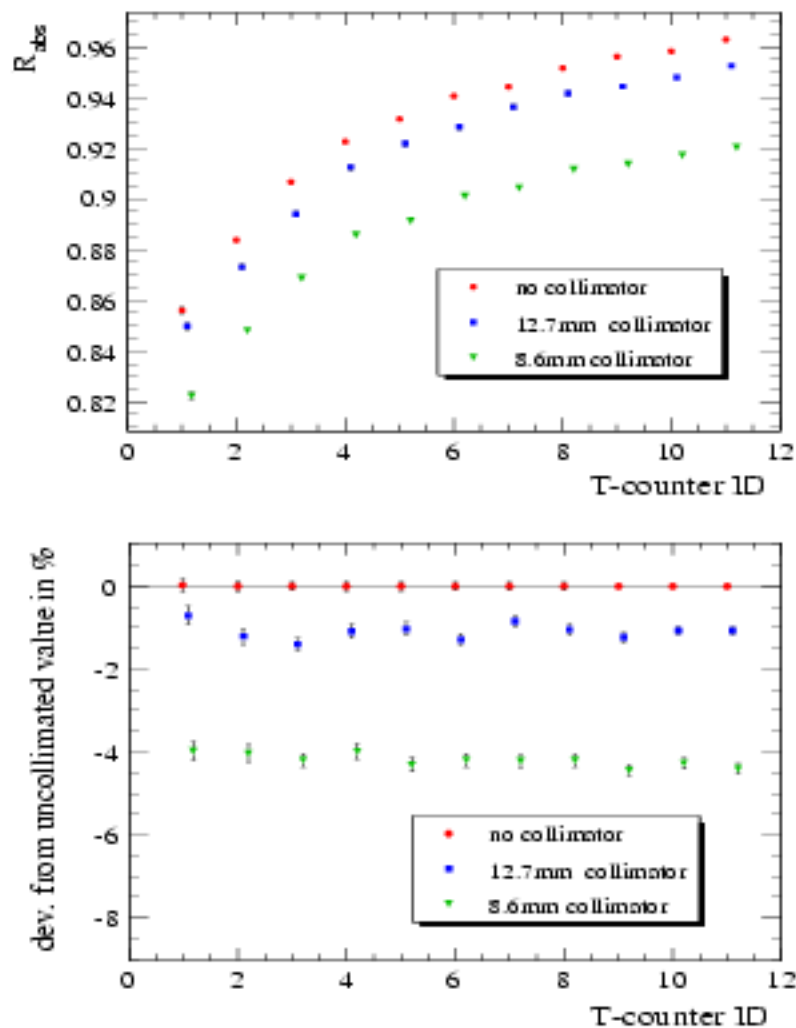 R_abs
0.96
0.94
0.92
0.9
0.88
0.86
0.84
0.82
no collimator
12.7mm collimator
8.6mm collimator
0 2 4 6 8 10 12
T-counter ID
dev. from uncollimated value in %
0
-2
-4
-6
-8
no collimator
12.7mm collimator
8.6mm collimator
0 2 4 6 8 10 12
T-counter ID